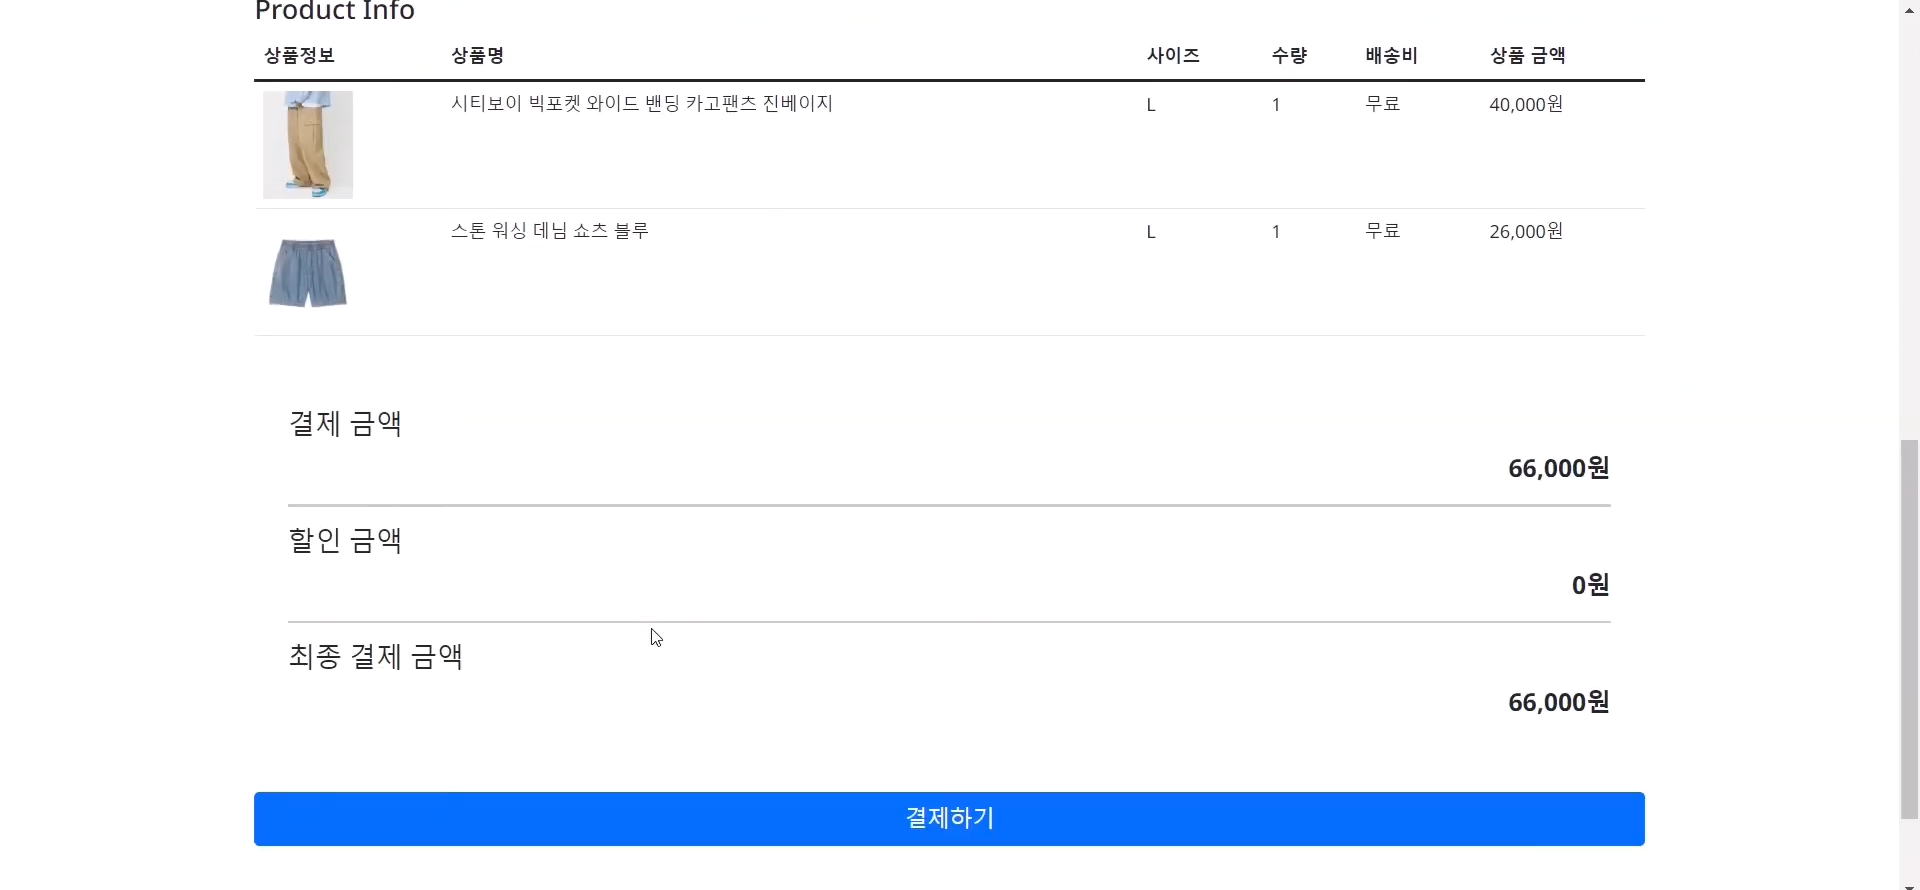 Product Info
상품정보 상품명 사이즈 수량 배송비 상품 금액
시티보이 빅포켓 와이드 밴딩 카고팬츠 진베이지 L 1 무료 40,000원
스톤 워싱 데님 쇼츠 블루 L 1 무료 26,000원
결제 금액
66,000원
할인 금액
0원
최종 결제 금액
66,000원
결제하기